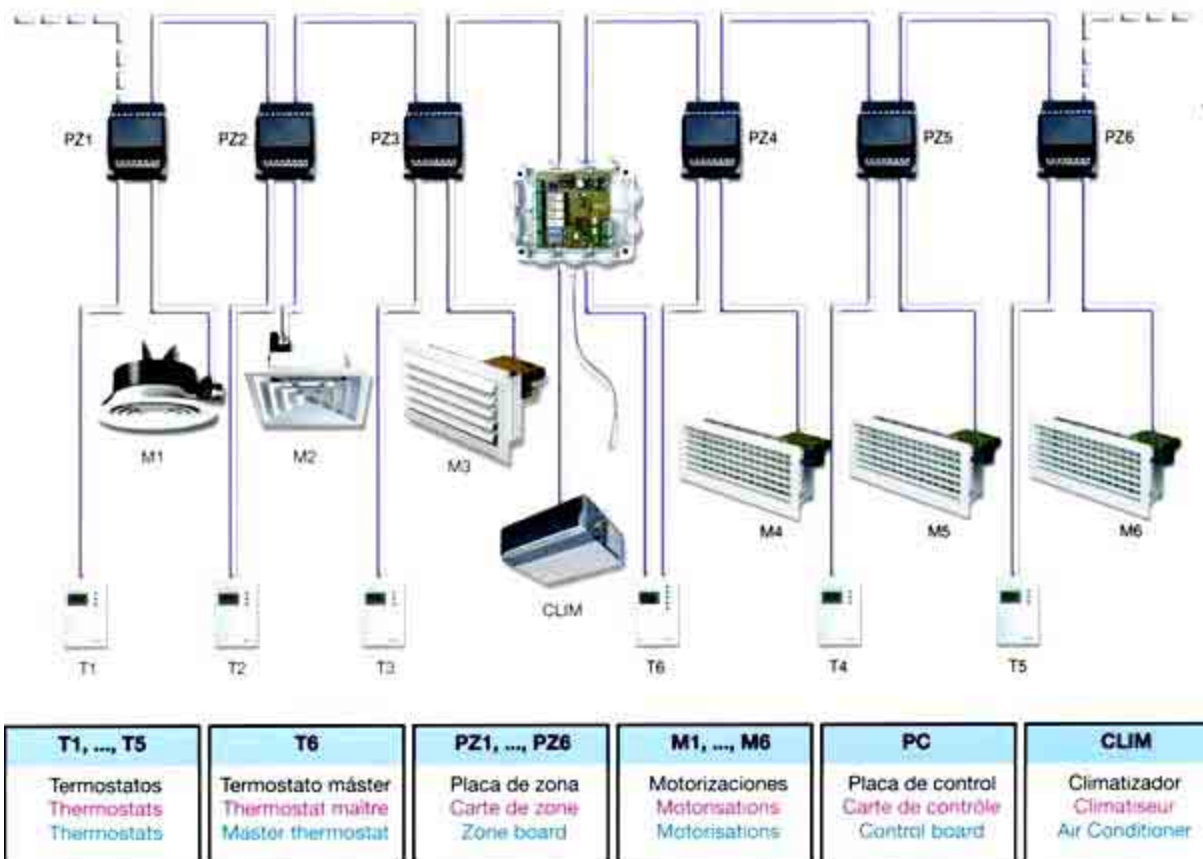 PZ1
PZ2
PZ3
PZ4
PZ5
PZ6
M1
M2
M3
M4
M5
M6
CLIM
T1
T2
T3
T6
T4
T5
T1, ..., T5
Termostatos
Thermostats
Thermostats
T6
Termostato máster
Thermostat maître
Master thermostat
PZ1, ..., PZ6
Placa de zona
Carte de zone
Zone board
M1, ..., M6
Motorizaciones
Motorisations
Motorisations
PC
Placa de control
Carte de contrôle
Control board
CLIM
Climatizador
Climatiseur
Air Conditioner